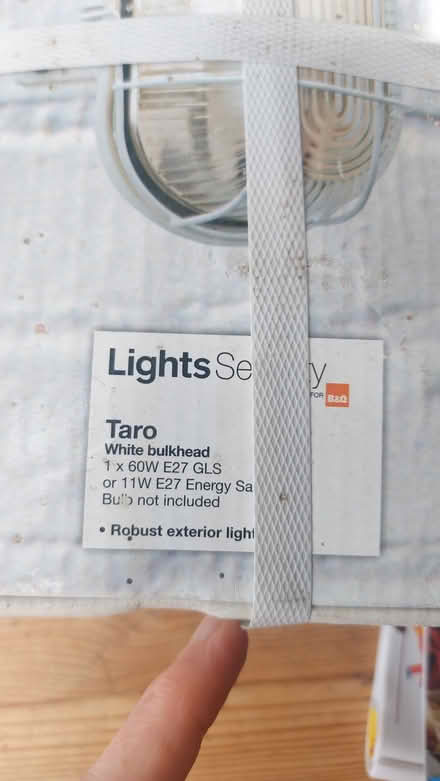 Lights Se y
FOR B&Q
Taro
White bulkhead
1 x 60W E27 GLS
or 11W E27 Energy Sa
Bulb not included
• Robust exterior light